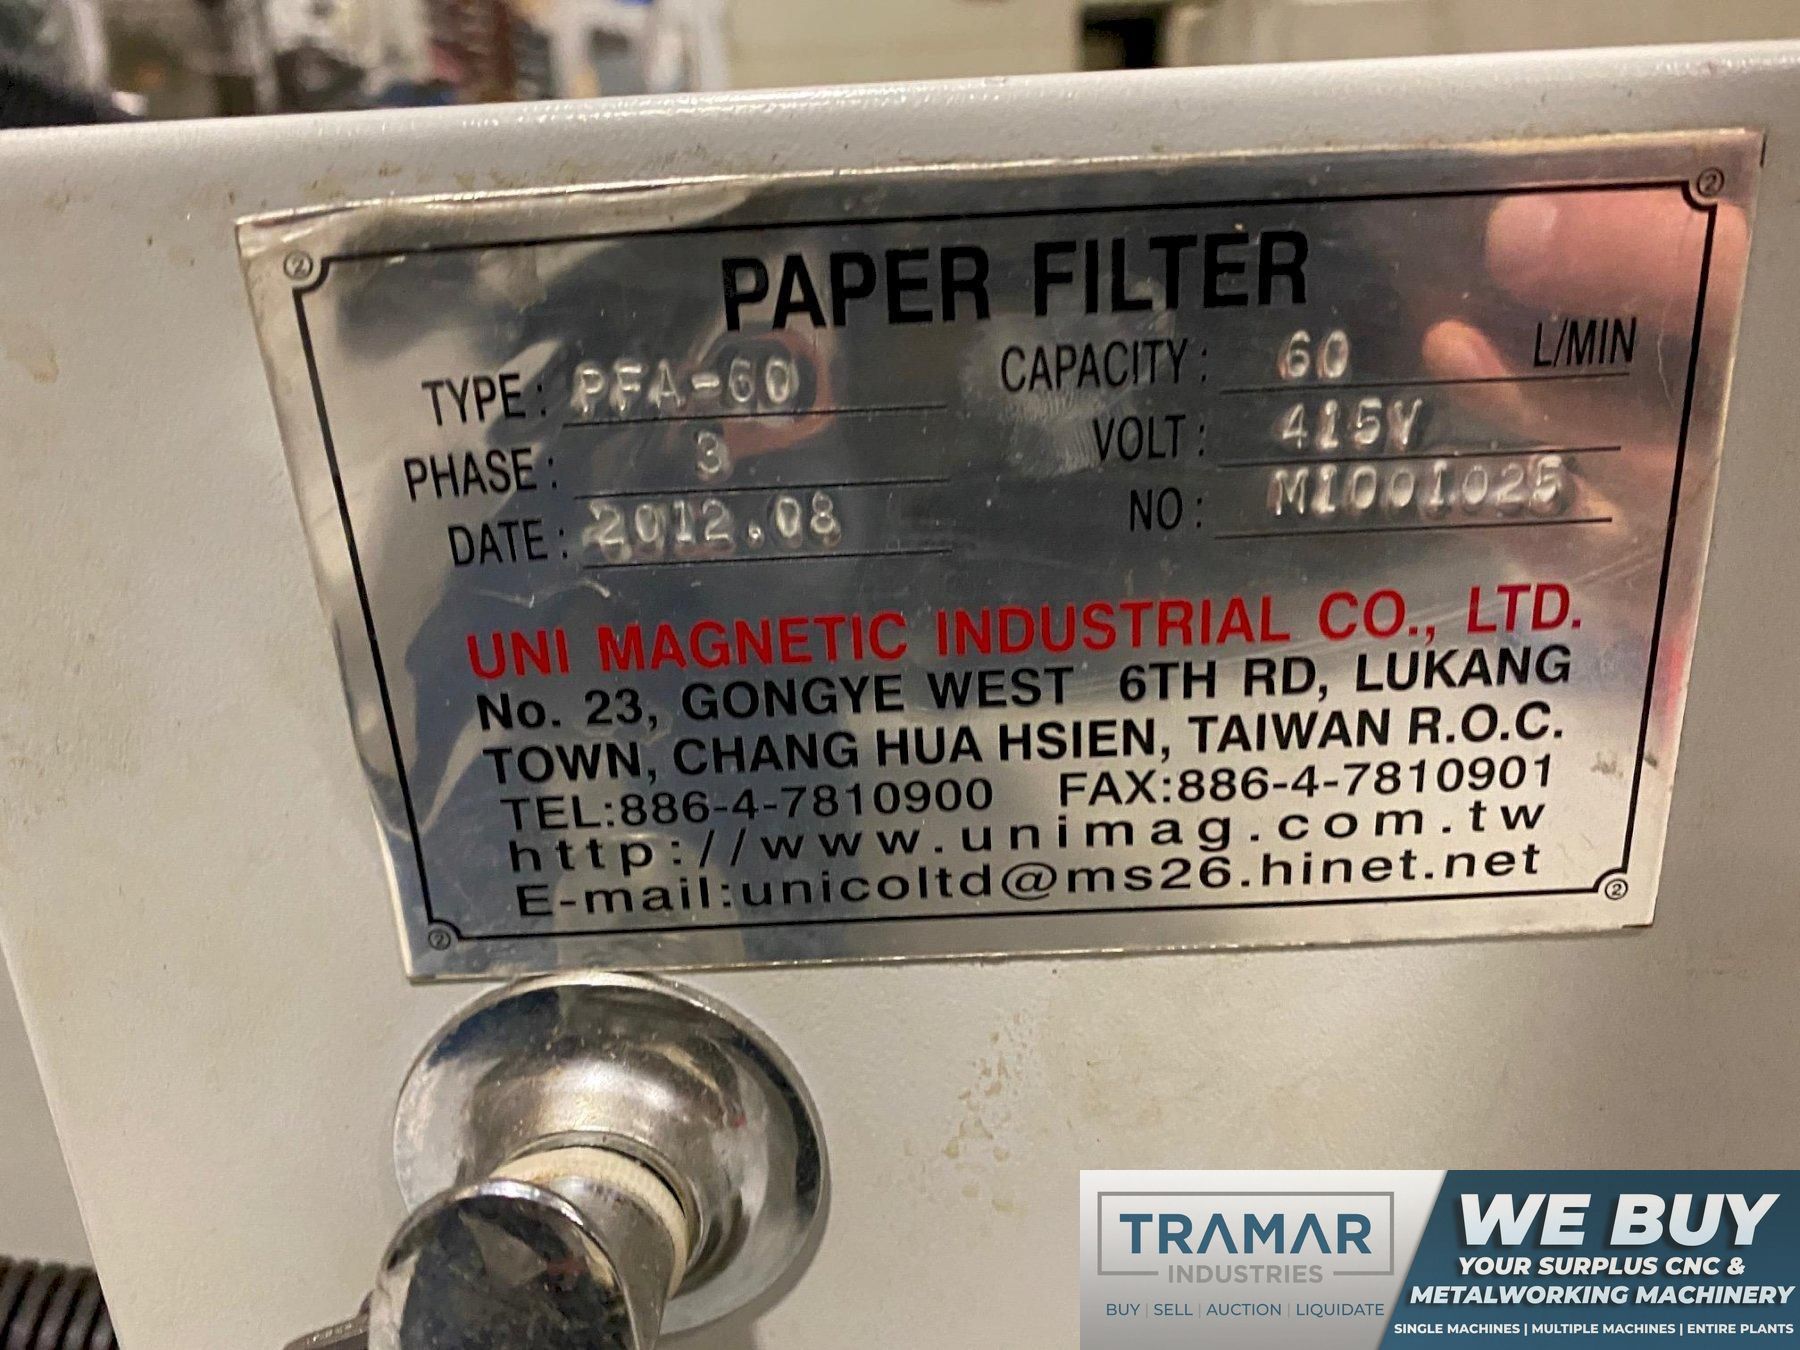 PAPER FILTER
TYPE: PFA-60 CAPACITY: 60 L/MIN
PHASE: 3 VOLT: 415V
DATE: 2012.08 NO: M1001025
UNI MAGNETIC INDUSTRIAL CO., LTD.
No. 23, GONGYE WEST 6TH RD, LUKANG
TOWN, CHANG HUA HSIEN, TAIWAN R.O.C.
TEL:886-4-7810900 FAX:886-4-7810901
http://www.unimag.com.tw
E-mail:unicoltd@ms26.hinet.net
TRAMAR
INDUSTRIES
BUY | SELL | AUCTION | LIQUIDATE
WE BUY
YOUR SURPLUS CNC &
METALWORKING MACHINERY
SINGLE MACHINES | MULTIPLE MACHINES | ENTIRE PLANTS